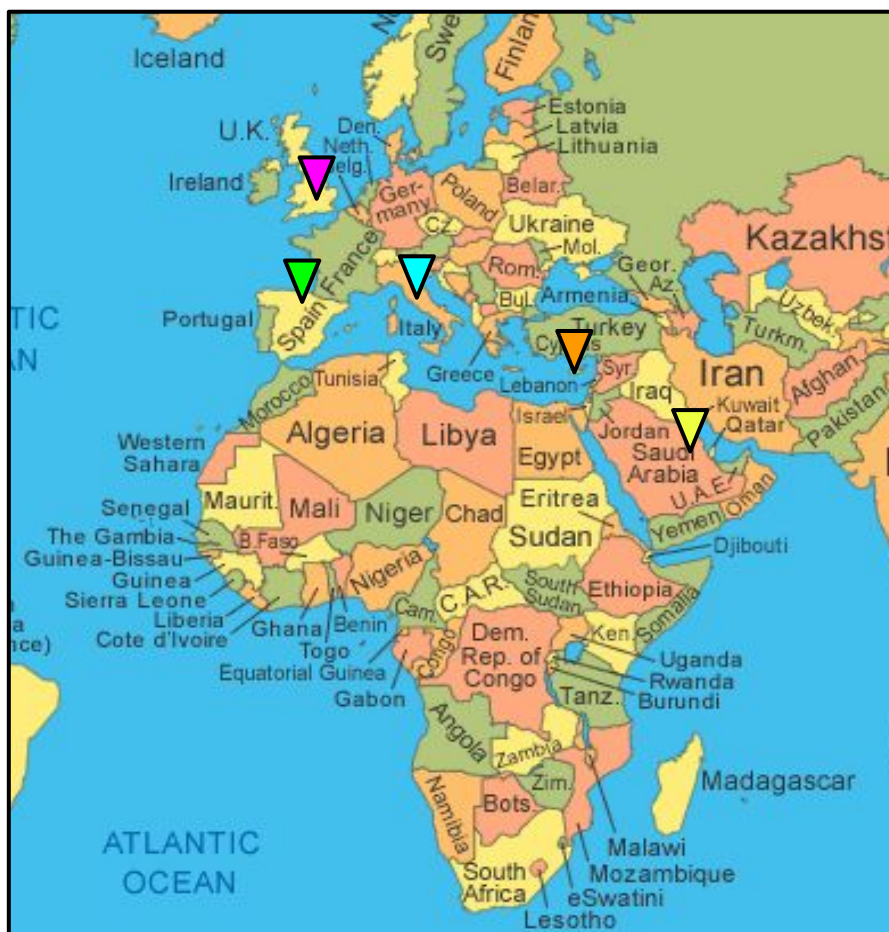 Iceland
Swe
Finlan
U.K.
Den.
Neth.
Belg.
Ireland
Estonia
Latvia
Lithuania
Belar.
Ger-
many
Poland
CZ.
Ukraine
Mol.
Kazakhst
France
Rom.
Geor.
Az.
Bul.
Armenia
Uzbek.
Turkm.
TIC
AN
Portugal
Spain
Italy
Turkey
Greece
Lebanon
Syr.
Iraq
Iran
Afghan.
Pakistan
Morocco
Tunisia
Israel
Jordan
Kuwait
Qatar
Western
Sahara
Algeria
Libya
Egypt
Saudi
Arabia
U.A.E.
Oman
Yemen
Maurit.
Mali
Niger
Chad
Eritrea
Sudan
Djibouti
Senegal
The Gambia
Guinea-Bissau
Guinea
Sierra Leone
Liberia
Cote d'Ivoire
B.Faso
Ghana
Togo
Benin
Nigeria
Cam.
C.A.R.
South
Sudan
Ethiopia
Somalia
Equatorial Guinea
Gabon
Congo
Dem.
Rep. of
Congo
Ken.
Uganda
Rwanda
Burundi
Tanz.
a
nce)
Angola
Zambia
Zim.
Madagascar
Namibia
Bots.
Malawi
Mozambique
eSwatini
Lesotho
South
Africa
ATLANTIC
OCEAN